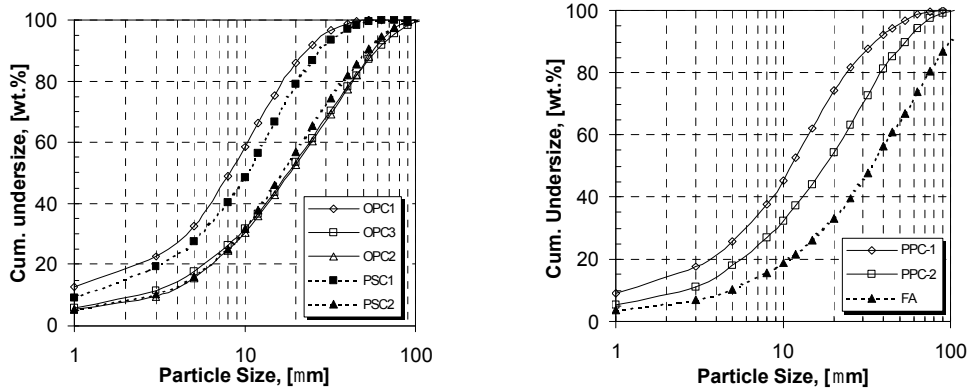 Cum. undersize, [wt.%]
100
80
60
40
20
0
OPC1
OPC3
OPC2
PSC1
PSC2
1
10
100
Particle Size, [mm]
Cum. undersize, [wt.%]
100
80
60
40
20
0
PPC-1
PPC-2
FA
1
10
100
Particle Size, [mm]